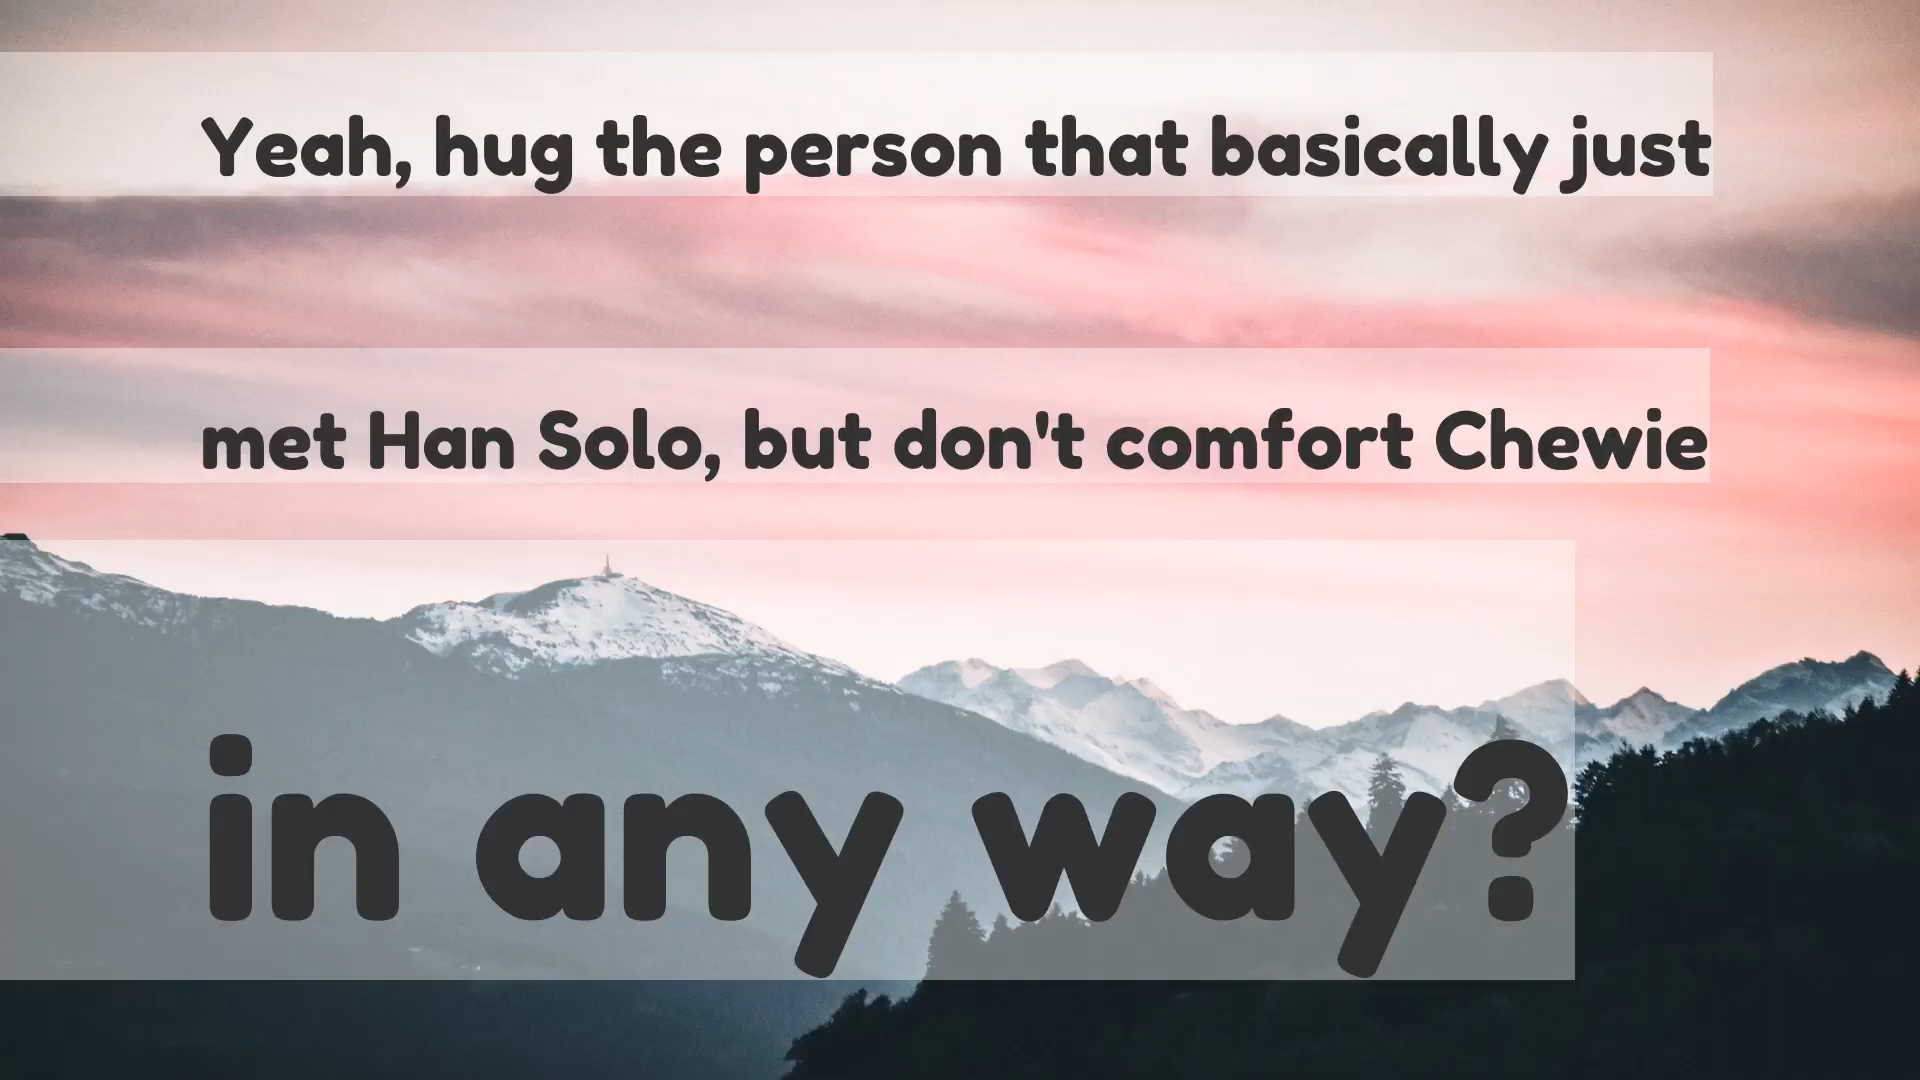 Yeah, hug the person that basically just
met Han Solo, but don't comfort Chewie
in any way?